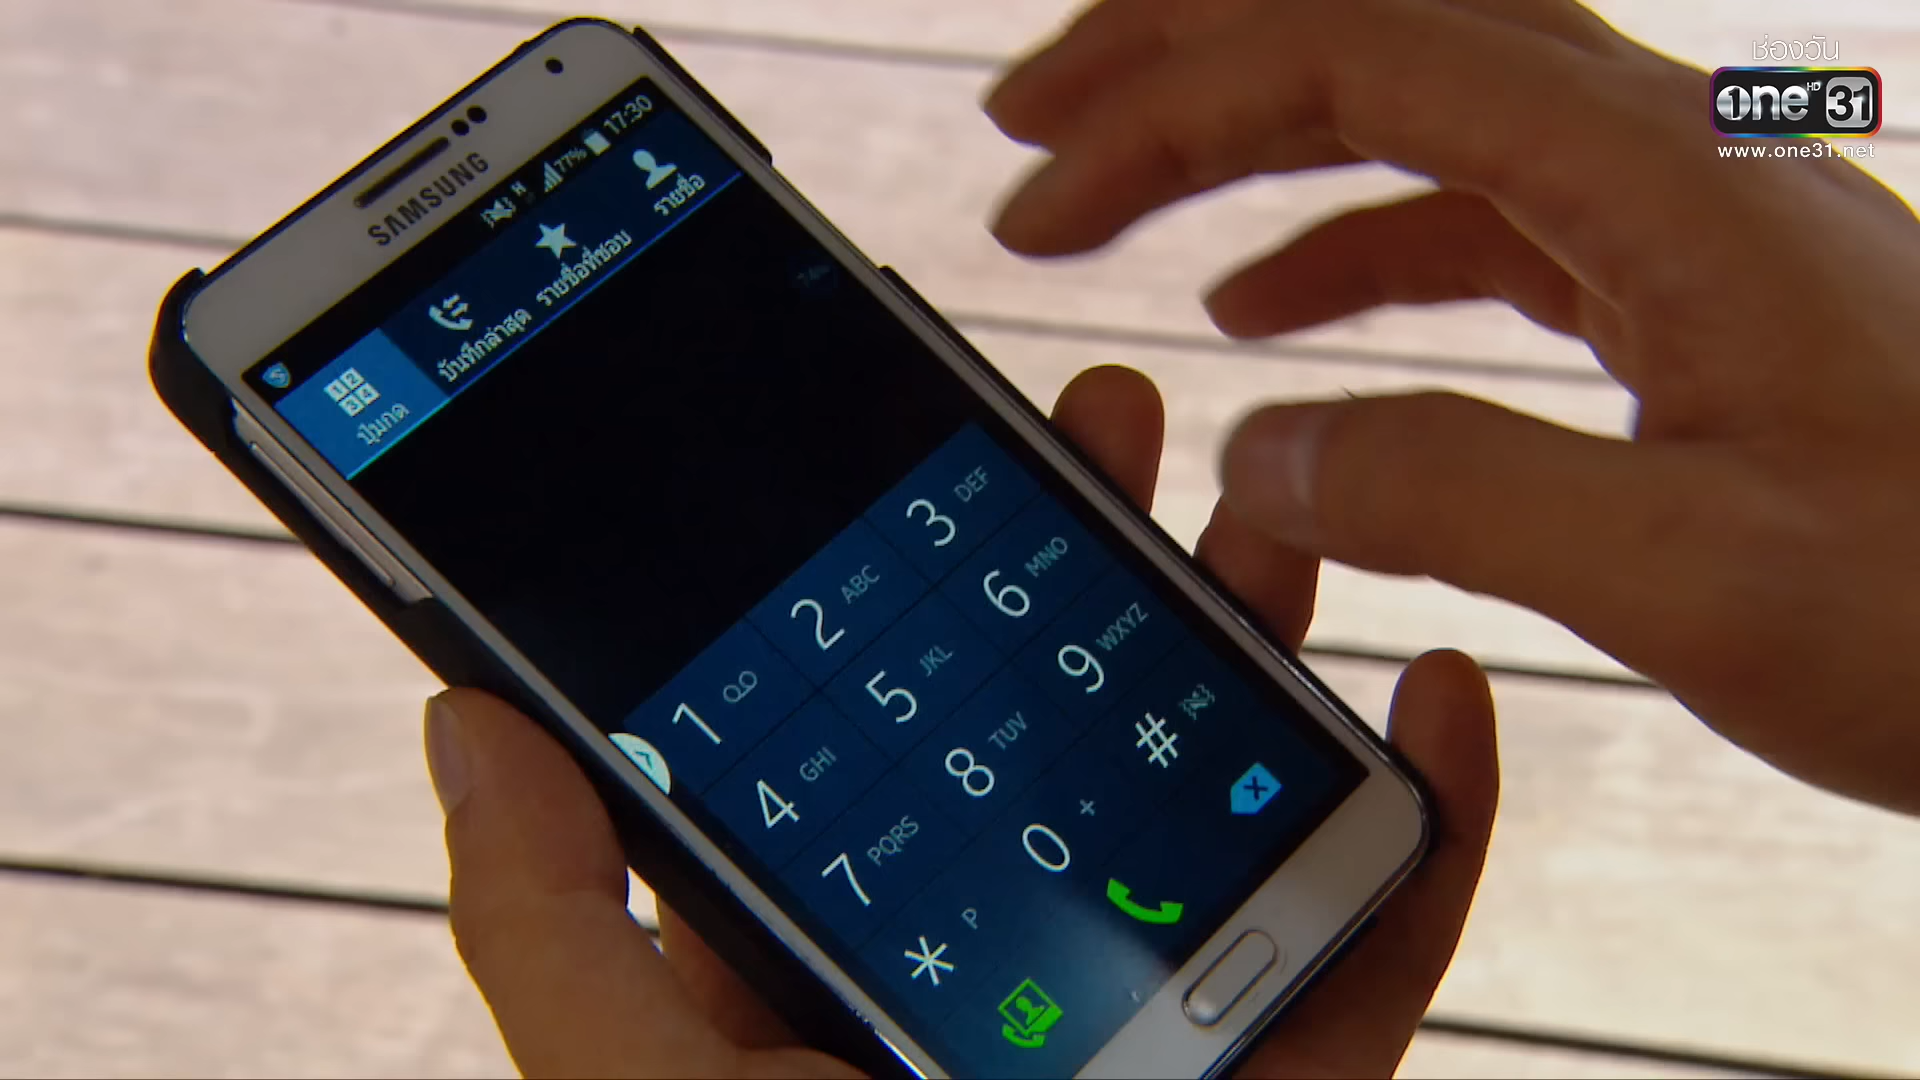 ช่องวัน
one HD 31
www.one31.net
SAMSUNG
77% 17:30
ปุ่มกด
บันทึกล่าสุด
รายชื่อที่ชอบ
รายชื่อ
74%
1
2 ABC
3 DEF
4 GHI
5 JKL
6 MNO
7 PQRS
8 TUV
9 WXYZ
* P
0 +
#